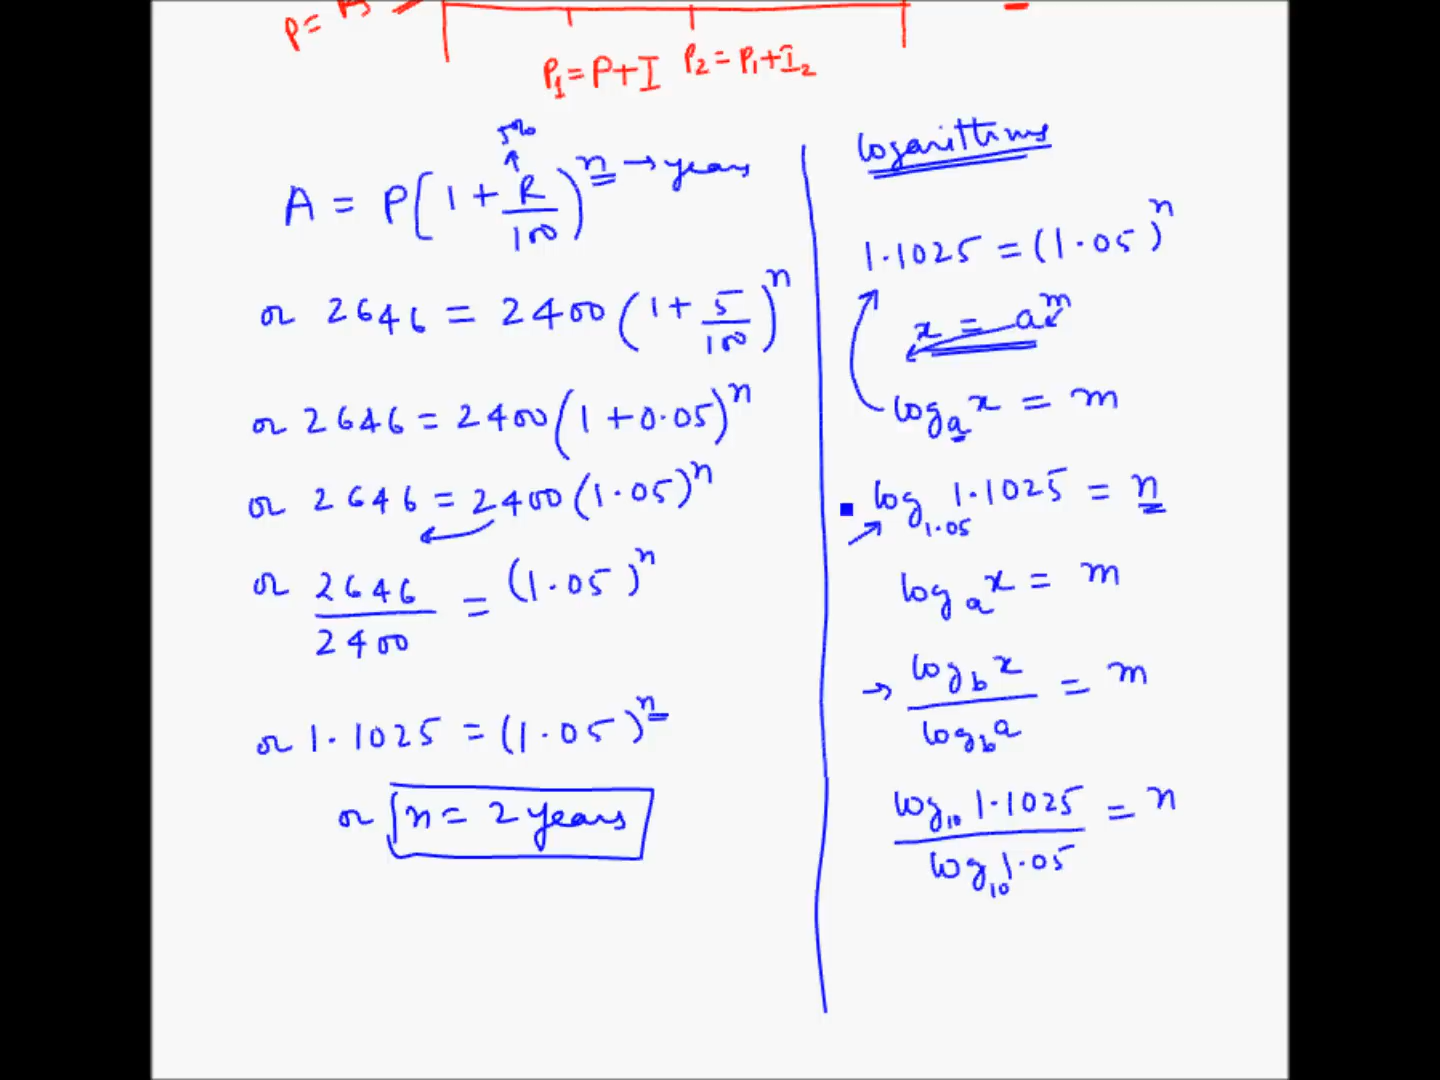 P =
P₁ = P + I P₂ = P₁ + I₂
5%
A = P(1 + R/100)ⁿ → years
or 2646 = 2400 (1 + 5/100)ⁿ
or 2646 = 2400 (1 + 0.05)ⁿ
or 2646 = 2400 (1.05)ⁿ
or 2646/2400 = (1.05)ⁿ
or 1.1025 = (1.05)ⁿ
or n = 2 years
logarithms
1.1025 = (1.05)ⁿ
x = aᵐ
logₐ x = m
log₁.₀₅ 1.1025 = n
logₐ x = m
→ log_b x / log_b a = m
log₁₀ 1.1025 / log₁₀ 1.05 = n